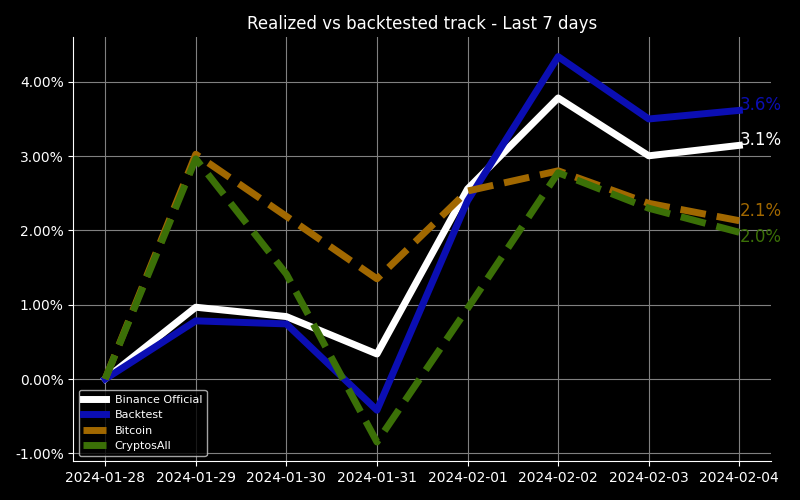 Realized vs backtested track - Last 7 days
4.00%
3.00%
2.00%
1.00%
0.00%
-1.00%
3.6%
3.1%
2.1%
2.0%
Binance Official
Backtest
Bitcoin
CryptosAll
2024-01-28 2024-01-29 2024-01-30 2024-01-31 2024-02-01 2024-02-02 2024-02-03 2024-02-04